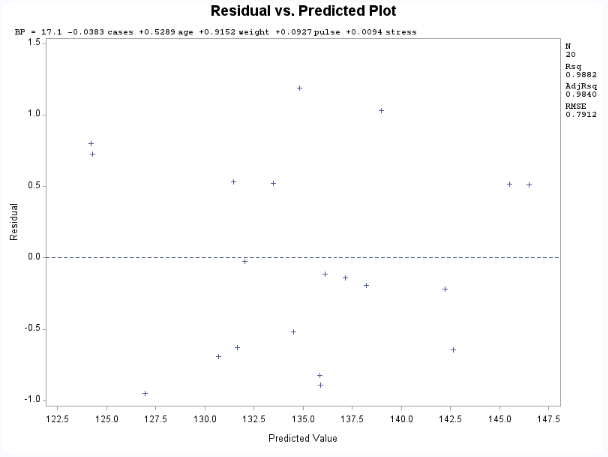 Residual vs. Predicted Plot
BP = 17.1 -0.0383 cases +0.5289 age +0.9152 weight +0.0927 pulse +0.0094 stress
N
20
Rsq
0.9882
AdjRsq
0.9840
RMSE
0.7912
1.5
1.0
0.5
0.0
-0.5
-1.0
Residual
122.5 125.0 127.5 130.0 132.5 135.0 137.5 140.0 142.5 145.0 147.5
Predicted Value